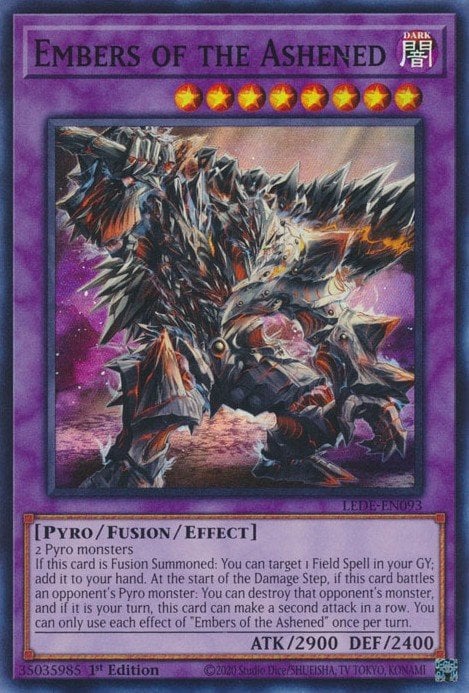 EMBERS OF THE ASHENED
DARK
闇
LEDE-EN093
[PYRO/FUSION/EFFECT]
2 Pyro monsters
If this card is Fusion Summoned: You can target 1 Field Spell in your GY;
add it to your hand. At the start of the Damage Step, if this card battles
an opponent's Pyro monster: You can destroy that opponent's monster,
and if it is your turn, this card can make a second attack in a row. You
can only use each effect of "Embers of the Ashened" once per turn.
ATK/2900 DEF/2400
35035985 1st Edition ©2020 Studio Dice/SHUEISHA, TV TOKYO, KONAMI